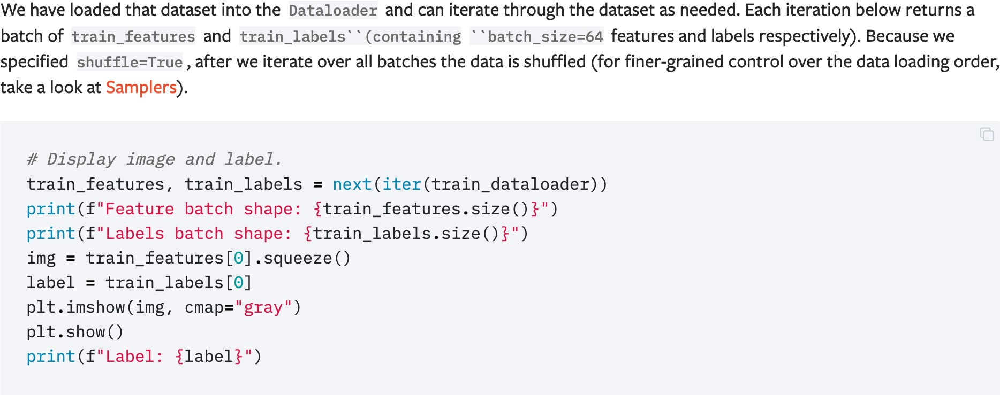 We have loaded that dataset into the Dataloader and can iterate through the dataset as needed. Each iteration below returns a
batch of train_features and train_labels``(containing ``batch_size=64 features and labels respectively). Because we
specified shuffle=True, after we iterate over all batches the data is shuffled (for finer-grained control over the data loading order,
take a look at Samplers).
# Display image and label.
train_features, train_labels = next(iter(train_dataloader))
print(f"Feature batch shape: {train_features.size()}")
print(f"Labels batch shape: {train_labels.size()}")
img = train_features[0].squeeze()
label = train_labels[0]
plt.imshow(img, cmap="gray")
plt.show()
print(f"Label: {label}")